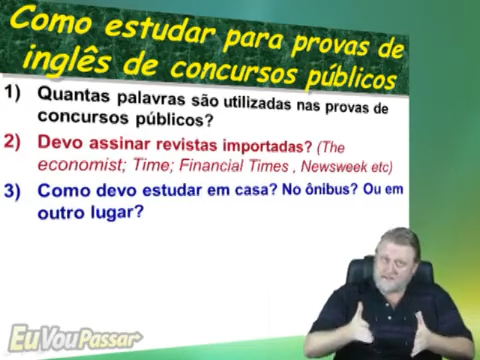 Como estudar para provas de
inglês de concursos públicos
1) Quantas palavras são utilizadas nas provas de
concursos públicos?
2) Devo assinar revistas importadas? (The
economist; Time; Financial Times , Newsweek etc)
3) Como devo estudar em casa? No ônibus? Ou em
outro lugar?
EuVouPassar